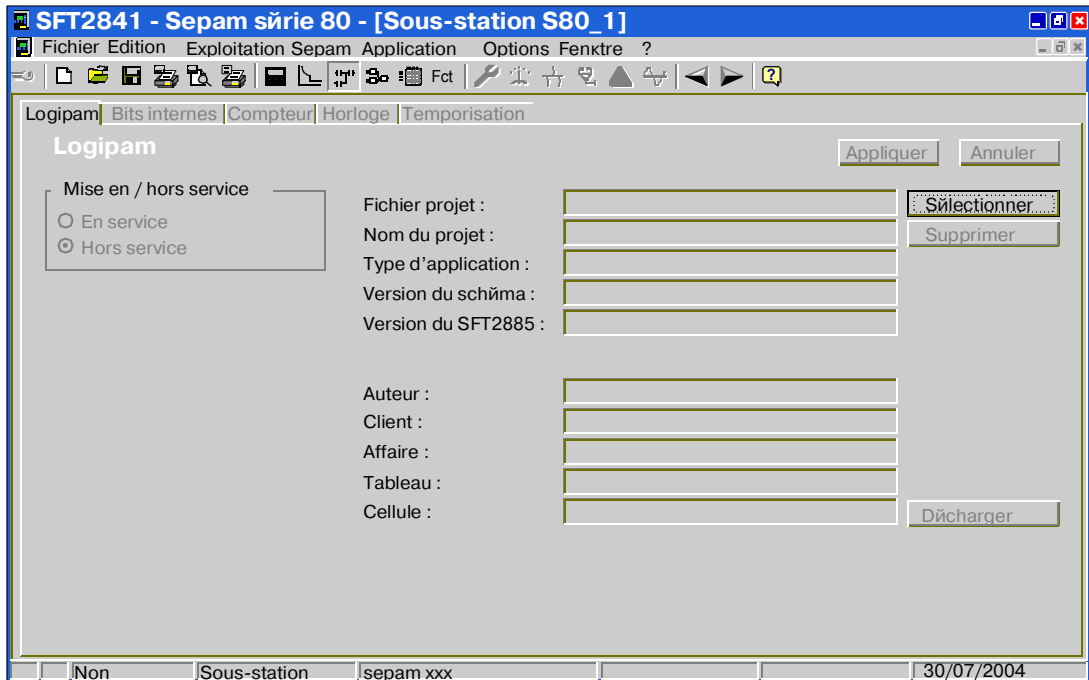 SFT2841 - Sepam sйrie 80 - [Sous-station S80_1]
Fichier Edition Exploitation Sepam Application Options Fenкtre ?
Fct
Logipam Bits internes Compteur Horloge Temporisation
Logipam
Appliquer Annuler
Mise en / hors service
En service
Hors service
Fichier projet : Sйlectionner
Nom du projet : Supprimer
Type d'application :
Version du schйma :
Version du SFT2885 :
Auteur :
Client :
Affaire :
Tableau :
Cellule : Dйcharger
Non Sous-station sepam xxx 30/07/2004